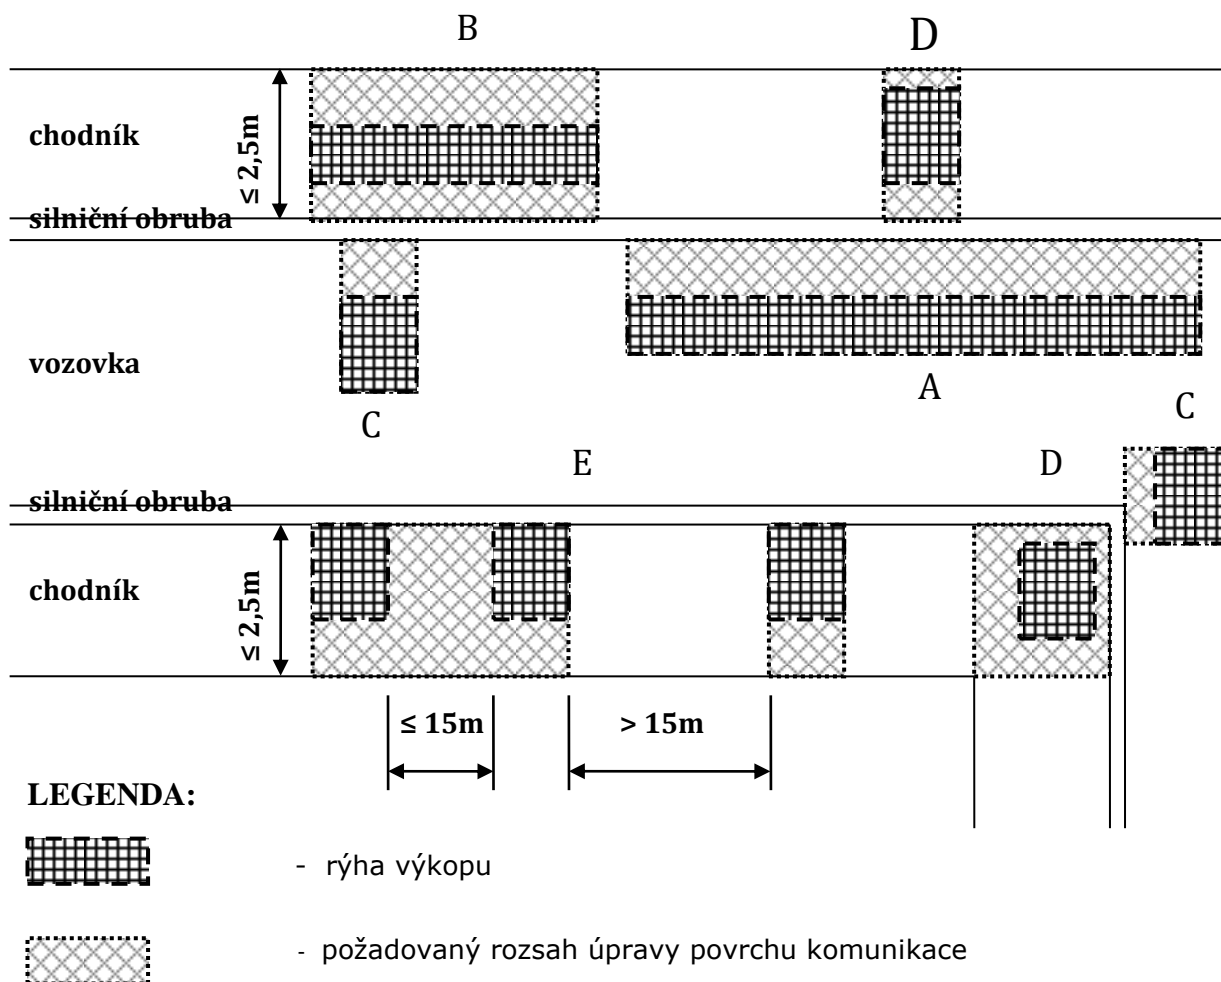 B
D
chodník
≤ 2,5m
silniční obruba
vozovka
A
C
C
E
D
silniční obruba
chodník
≤ 2,5m
≤ 15m
> 15m
LEGENDA:
- rýha výkopu
- požadovaný rozsah úpravy povrchu komunikace